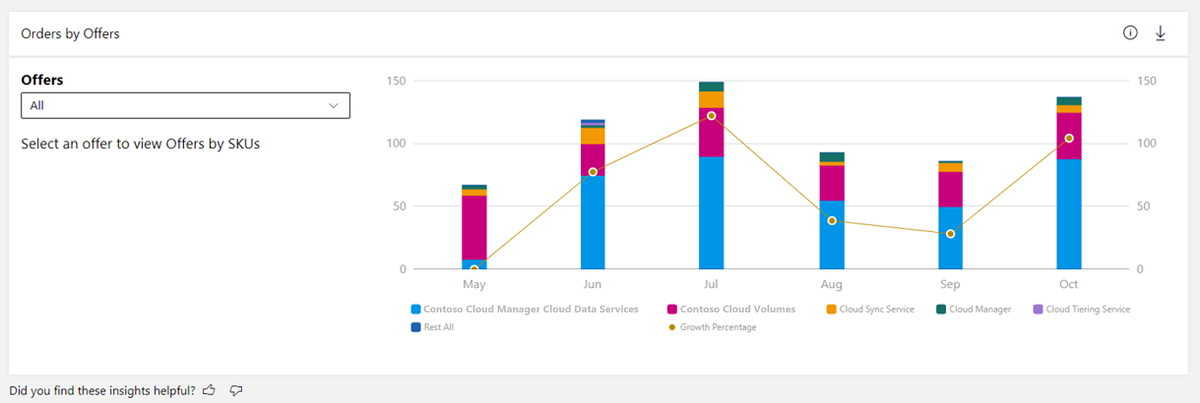 Orders by Offers
Offers
All
Select an offer to view Offers by SKUs
150 150
100 100
50 50
0 0
May Jun Jul Aug Sep Oct
Contoso Cloud Manager Cloud Data Services Contoso Cloud Volumes Cloud Sync Service Cloud Manager Cloud Tiering Service
Rest All Growth Percentage
Did you find these insights helpful?